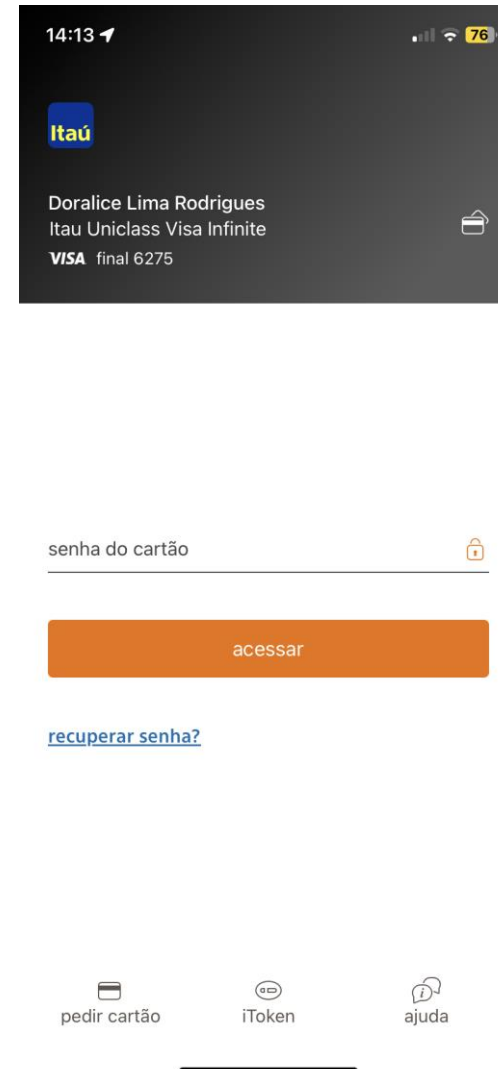 14:13
76
Itaú
Doralice Lima Rodrigues
Itau Uniclass Visa Infinite
VISA final 6275
senha do cartão
acessar
recuperar senha?
pedir cartão iToken ajuda